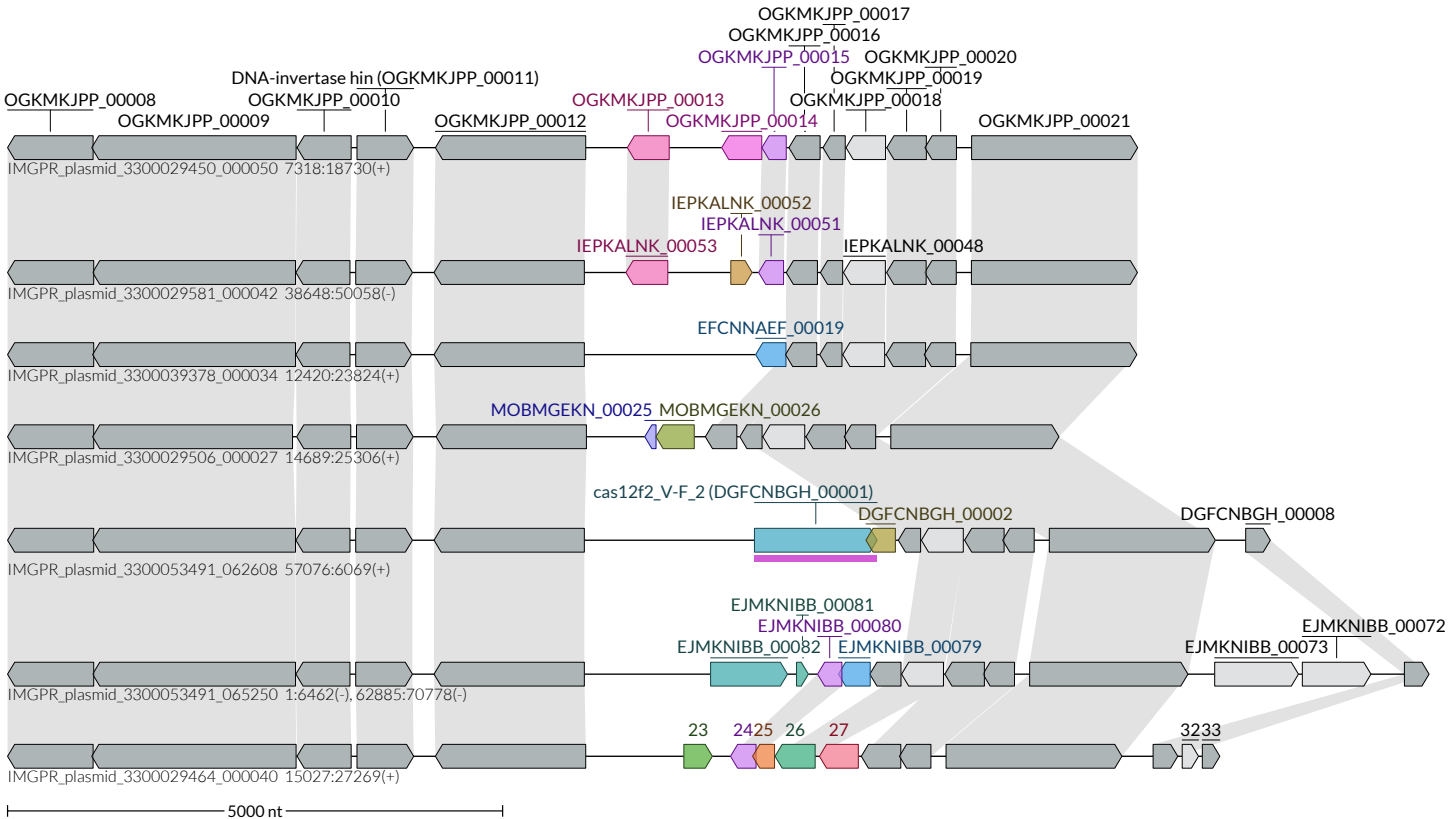 OGKMKJPP_00017
OGKMKJPP_00016
OGKMKJPP_00015 OGKMKJPP_00020
DNA-invertase hin (OGKMKJPP_00011) OGKMKJPP_00019
OGKMKJPP_00008 OGKMKJPP_00010 OGKMKJPP_00013 OGKMKJPP_00018
OGKMKJPP_00009 OGKMKJPP_00012 OGKMKJPP_00014 OGKMKJPP_00021
IMGPR_plasmid_3300029450_000050 7318:18730(+)
IEPKALNK_00052
IEPKALNK_00051
IEPKALNK_00053 IEPKALNK_00048
IMGPR_plasmid_3300029581_000042 38648:50058(-)
EFCNNAEF_00019
IMGPR_plasmid_3300039378_000034 12420:23824(+)
MOBMGEKN_00025 MOBMGEKN_00026
IMGPR_plasmid_3300029506_000027 14689:25306(+)
cas12f2_V-F_2 (DGFCNBGH_00001)
DGFCNBGH_00002 DGFCNBGH_00008
IMGPR_plasmid_3300053491_062608 57076:6069(+)
EJMKNIBB_00081
EJMKNIBB_00080 EJMKNIBB_00072
EJMKNIBB_00082 EJMKNIBB_00079 EJMKNIBB_00073
IMGPR_plasmid_3300053491_065250 1:6462(-), 62885:70778(-)
23 24 25 26 27 32 33
IMGPR_plasmid_3300029464_000040 15027:27269(+)
5000 nt